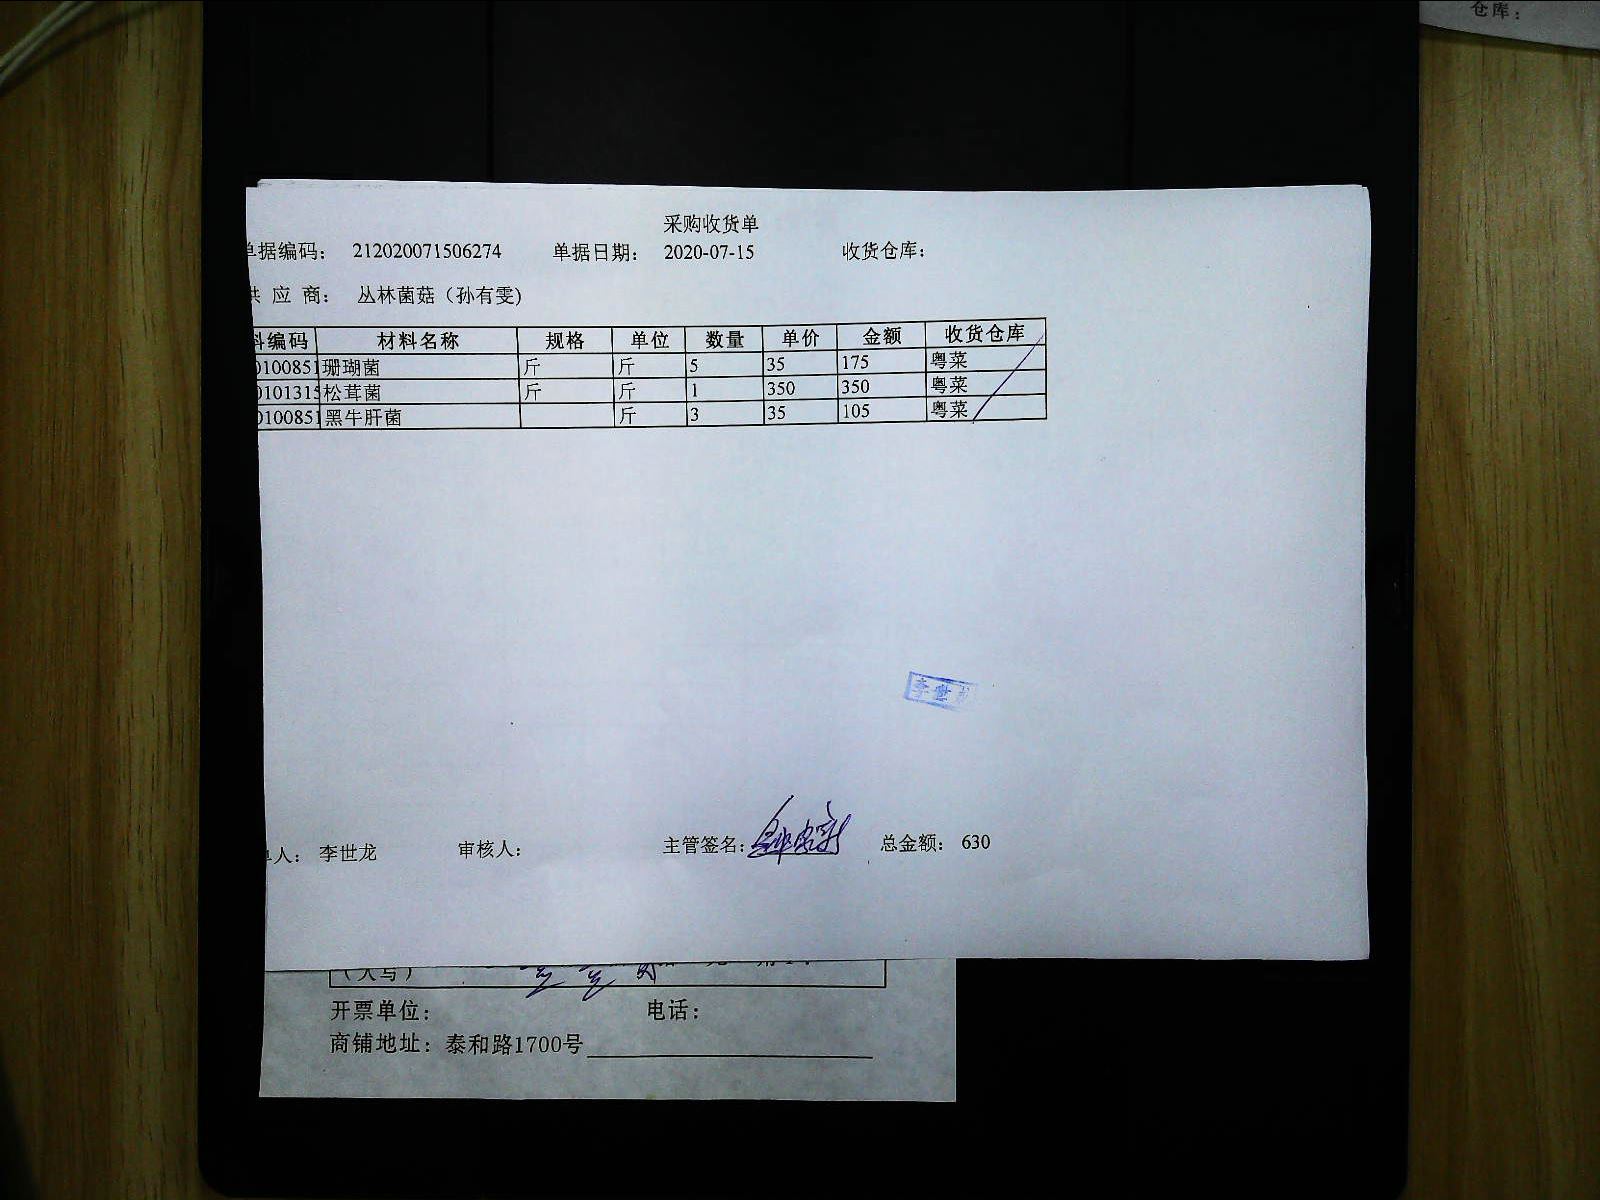 仓库：
采购收货单
单据编码： 212020071506274 单据日期： 2020-07-15 收货仓库：
供 应 商： 丛林菌菇（孙有雯）
料编码 材料名称 规格 单位 数量 单价 金额 收货仓库
0100851 珊瑚菌 斤 斤 5 35 175 粤菜
0101315 松茸菌 斤 斤 1 350 350 粤菜
0100851 黑牛肝菌 斤 3 35 105 粤菜
李世龙
单人： 李世龙 审核人： 主管签名： 总金额： 630
（大写）
开票单位： 电话：
商铺地址：泰和路1700号